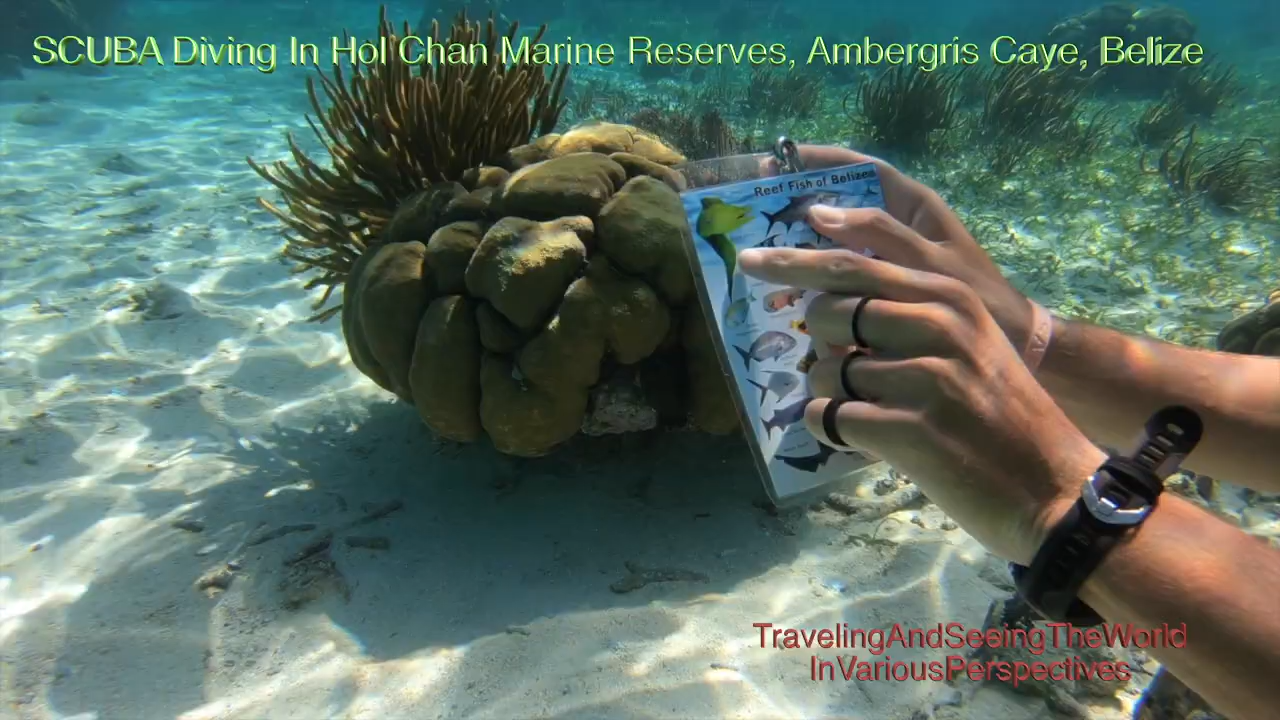 SCUBA Diving In Hol Chan Marine Reserves, Ambergris Caye, Belize
Reef Fish of Belize
TravelingAndSeeingTheWorld
InVariousPerspectives